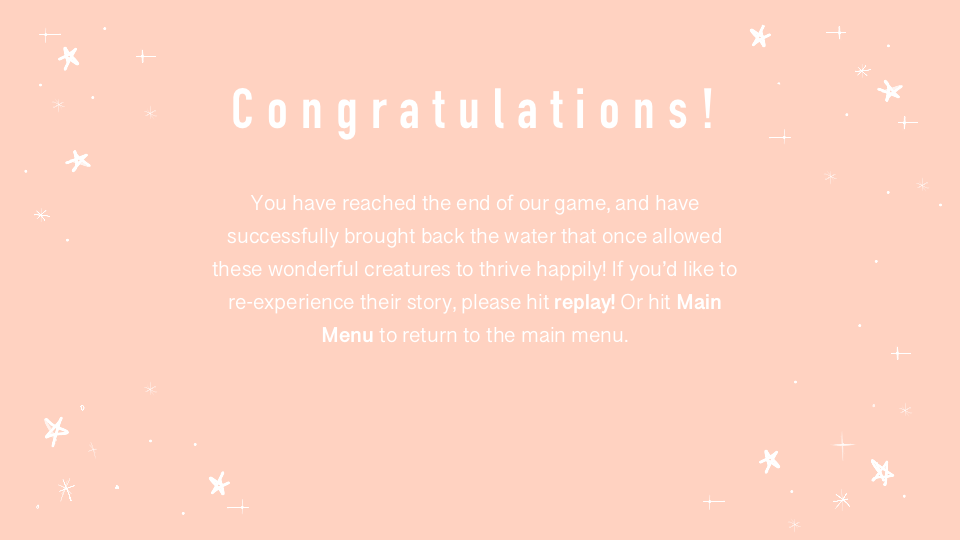 Congratulations!
You have reached the end of our game, and have
successfully brought back the water that once allowed
these wonderful creatures to thrive happily! If you'd like to
re-experience their story, please hit replay! Or hit Main
Menu to return to the main menu.